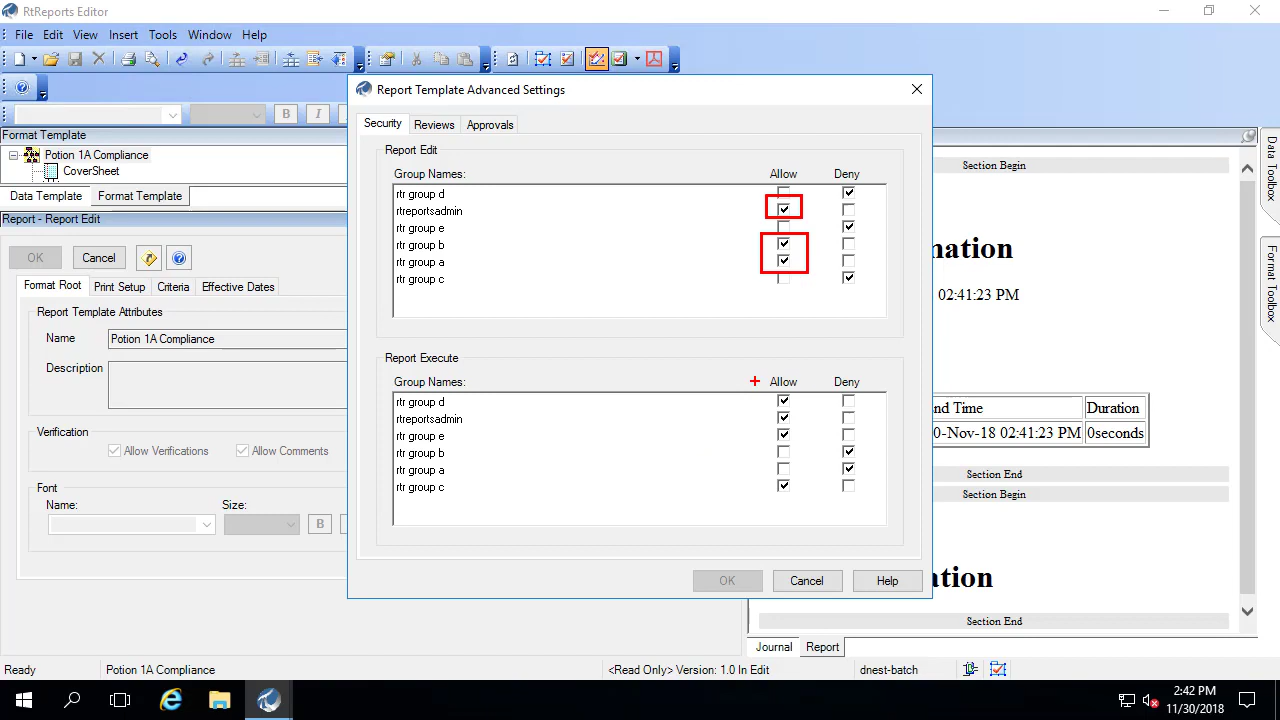 RtReports Editor
File Edit View Insert Tools Window Help
B I
Format Template
Potion 1A Compliance
CoverSheet
Data Template Format Template
Report - Report Edit
OK Cancel
Format Root Print Setup Criteria Effective Dates
Report Template Attributes
Name Potion 1A Compliance
Description
Verification
Allow Verifications Allow Comments
Font
Name: Size:
B
Report Template Advanced Settings
Security Reviews Approvals
Report Edit
Group Names: Allow Deny
rtr group d
rtreportsadmin
rtr group e
rtr group b
rtr group a
rtr group c
Report Execute
Group Names: Allow Deny
rtr group d
rtreportsadmin
rtr group e
rtr group b
rtr group a
rtr group c
OK Cancel Help
Section Begin
mation
02:41:23 PM
nd Time Duration
0-Nov-18 02:41:23 PM 0seconds
Section End
Section Begin
ation
Section End
Journal Report
Data Toolbox
Format Toolbox
Ready Potion 1A Compliance <Read Only> Version: 1.0 In Edit dnest-batch
2:42 PM
11/30/2018